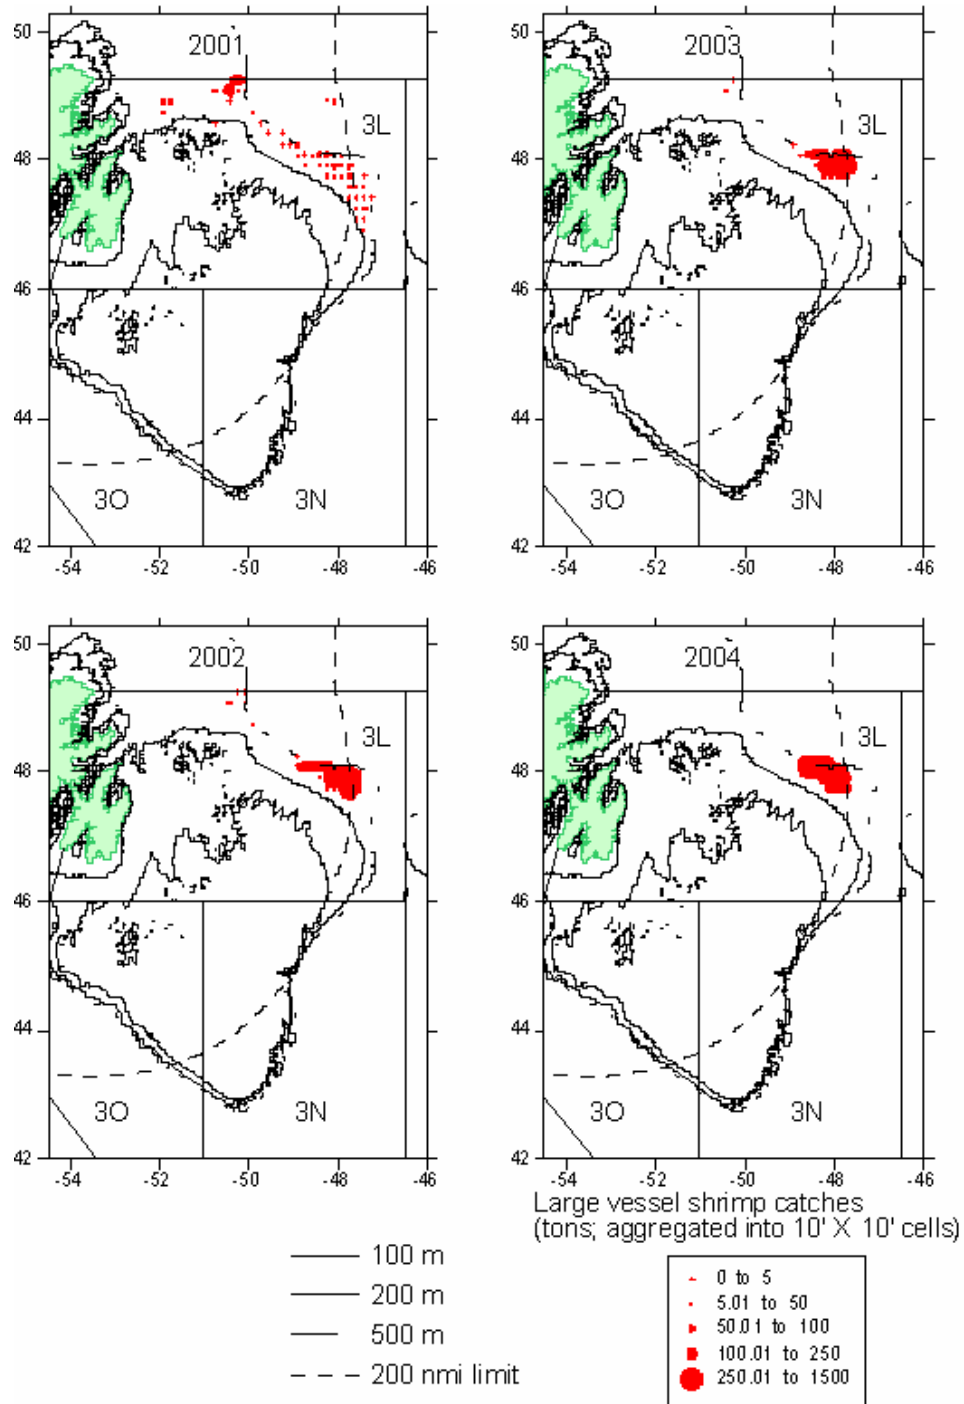 50
2001
3L
48
46
44
3O
3N
42
-54 -52 -50 -48 -46
50
2003
3L
48
46
44
3O
3N
42
-54 -52 -50 -48 -46
50
2002
3L
48
46
44
3O
3N
42
-54 -52 -50 -48 -46
50
2004
3L
48
46
44
3O
3N
42
-54 -52 -50 -48 -46
Large vessel shrimp catches
(tons; aggregated into 10' X 10' cells)
100 m
200 m
500 m
200 nmi limit
0 to 5
5.01 to 50
50.01 to 100
100.01 to 250
250.01 to 1500